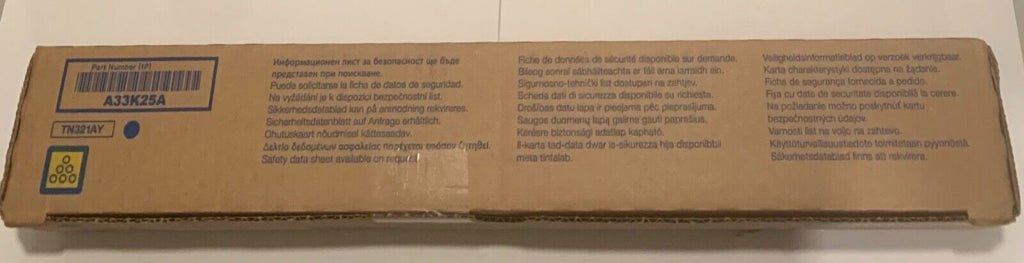 Part Number (1P)
A33K25A
TN321AY
Информационен лист за безопасност ще бъде
представен при поискване.
Puede solicitarse la ficha de datos de seguridad.
Na vyžádání je k dispozici bezpečnostní list.
Sikkerhedsdatablad kan på anmodning rekvireres.
Sicherheitsdatenblatt auf Anfrage erhältlich.
Ohutuskaart nõudmisel kättesaadav.
Δελτίο δεδομένων ασφαλείας παρέχεται εφόσον ζητηθεί.
Safety data sheet available on request.
Fiche de données de sécurité disponible sur demande.
Bileog sonraí sábháilteachta ar fáil arna iarraidh sin.
Sigurnosno-tehnički list dostupan na zahtjev.
Scheda dati di sicurezza disponibile su richiesta.
Drošības datu lapa ir pieejama pēc pieprasījuma.
Saugos duomenų lapą galima gauti paprašius.
Kérésre biztonsági adatlap kapható.
Il-karta tad-data dwar is-sikurezza hija disponibbli
meta tintalab.
Veiligheidsinformatieblad op verzoek verkrijgbaar.
Karta charakterystyki dostępna na żądanie.
Ficha de segurança fornecida a pedido.
Fișa cu date de securitate disponibilă la cerere.
Na požiadanie možno poskytnúť kartu
bezpečnostných údajov.
Varnostni list na voljo na zahtevo.
Käyttöturvallisuustiedote toimitetaan pyynnöstä.
Säkerhetsdatablad finns att rekvirera.